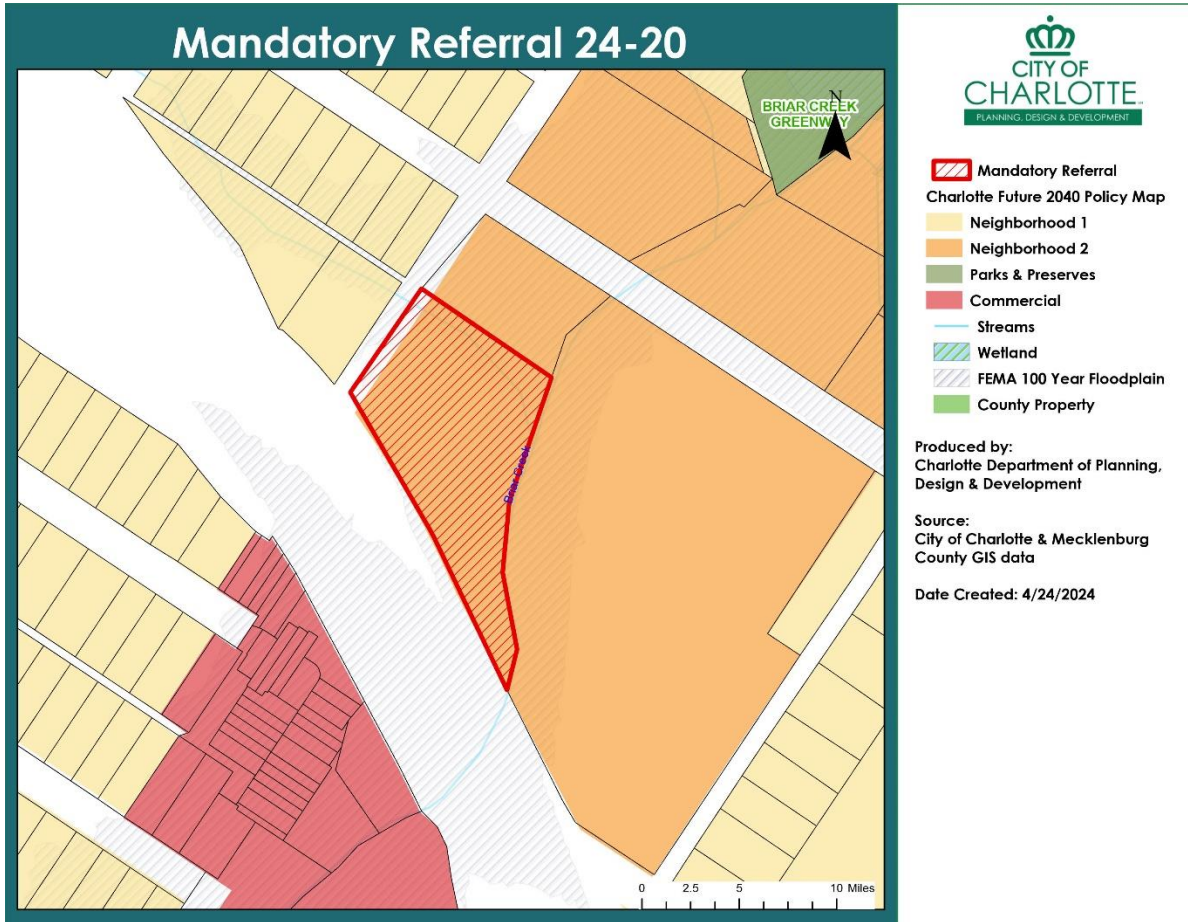 Mandatory Referral 24-20
N
BRIAR CREEK
GREENWAY
Briar Creek
0 2.5 5 10 Miles
CITY OF
CHARLOTTE
PLANNING, DESIGN & DEVELOPMENT
Mandatory Referral
Charlotte Future 2040 Policy Map
Neighborhood 1
Neighborhood 2
Parks & Preserves
Commercial
Streams
Wetland
FEMA 100 Year Floodplain
County Property
Produced by:
Charlotte Department of Planning,
Design & Development
Source:
City of Charlotte & Mecklenburg
County GIS data
Date Created: 4/24/2024